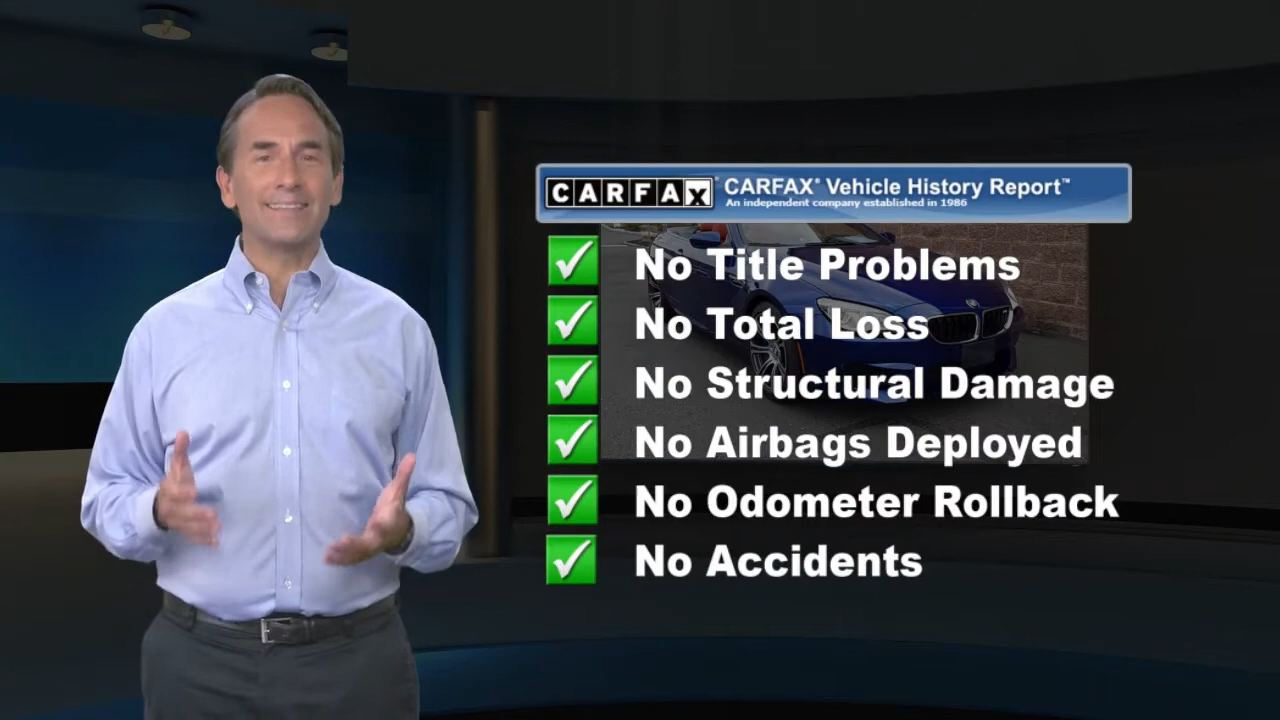 CARFAX® CARFAX® Vehicle History Report™
An independent company established in 1986
No Title Problems
No Total Loss
No Structural Damage
No Airbags Deployed
No Odometer Rollback
No Accidents